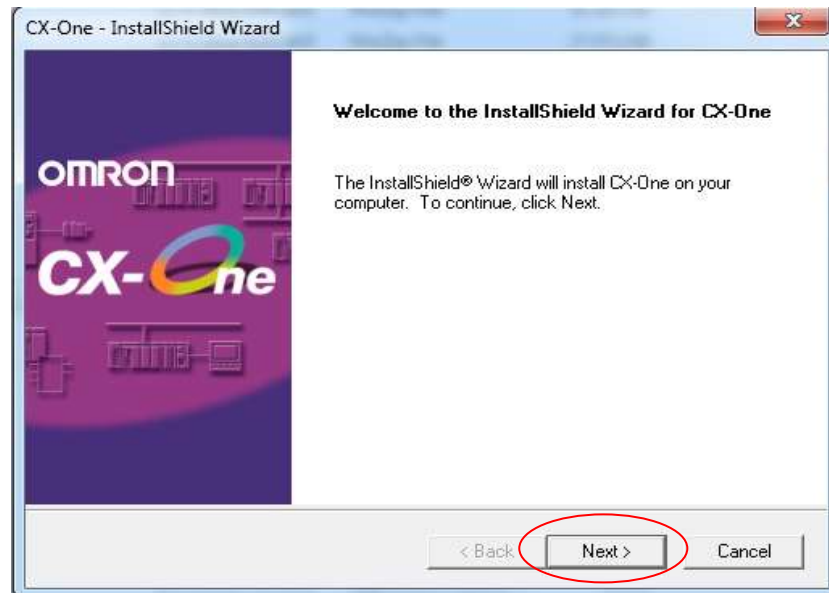 CX-One - InstallShield Wizard
Welcome to the InstallShield Wizard for CX-One
OMRON
The InstallShield® Wizard will install CX-One on your
computer. To continue, click Next.
CX-One
< Back
Next >
Cancel